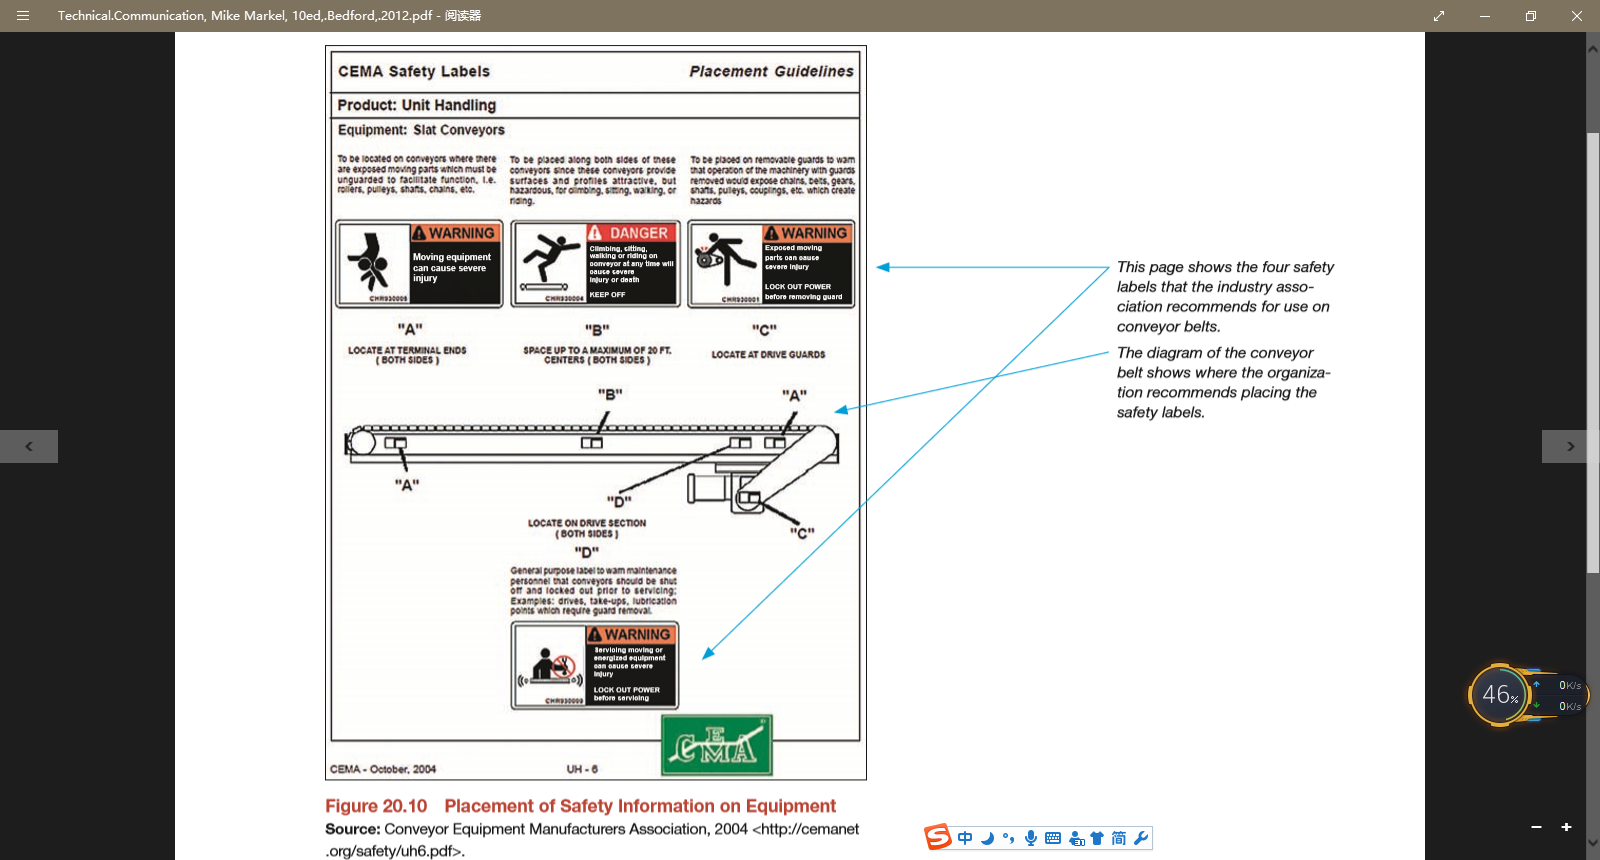 Technical.Communication, Mike Markel, 10ed,.Bedford,.2012.pdf - 阅读器
CEMA Safety Labels
Placement Guidelines
Product: Unit Handling
Equipment: Slat Conveyors
To be located on conveyors where there
are exposed moving parts which must be
unguarded to facilitate function, i.e.
rollers, pulleys, shafts, chains, etc.
To be placed along both sides of these
conveyors since these conveyors provide
surfaces and profiles attractive, but
hazardous, for climbing, sitting, walking, or
riding.
To be placed on removable guards to warn
that operation of the machinery with guards
removed would expose chains, belts, gears,
shafts, pulleys, couplings, etc. which create
hazards
WARNING
Moving equipment
can cause severe
injury
CHR930005
DANGER
Climbing, sitting,
walking or riding on
conveyor at any time will
cause severe
injury or death
KEEP OFF
CHR930004
WARNING
Exposed moving
parts can cause
severe injury
LOCK OUT POWER
before removing guard
CHR930001
"A"
LOCATE AT TERMINAL ENDS
( BOTH SIDES )
"B"
SPACE UP TO A MAXIMUM OF 20 FT.
CENTERS ( BOTH SIDES )
"C"
LOCATE AT DRIVE GUARDS
"B"
"A"
"A"
"D"
"C"
LOCATE ON DRIVE SECTION
( BOTH SIDES )
"D"
General purpose label to warn maintenance
personnel that conveyors should be shut
off and locked out prior to servicing;
Examples: drives, take-ups, lubrication
points which require guard removal.
WARNING
Servicing moving or
energized equipment
can cause severe
injury
LOCK OUT POWER
before servicing
CHR930009
CEMA
CEMA - October, 2004
UH - 6
This page shows the four safety
labels that the industry asso-
ciation recommends for use on
conveyor belts.
The diagram of the conveyor
belt shows where the organiza-
tion recommends placing the
safety labels.
Figure 20.10 Placement of Safety Information on Equipment
Source: Conveyor Equipment Manufacturers Association, 2004 <http://cemanet
.org/safety/uh6.pdf>.
46%
0K/s
0K/s
S中简